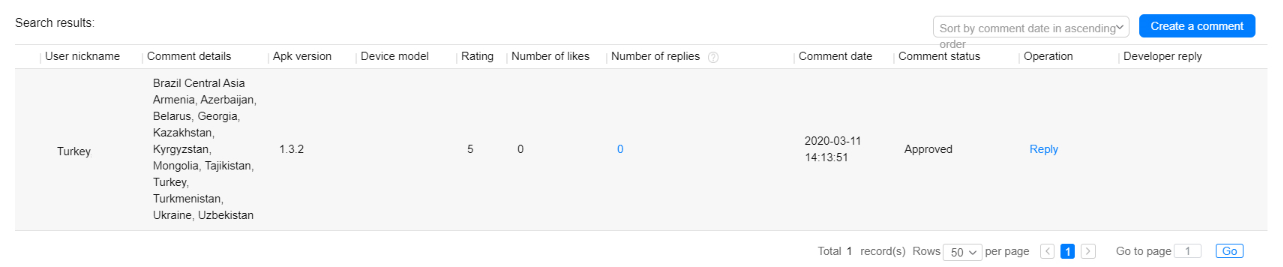 Search results:
Sort by comment date in ascending
order
Create a comment
User nickname Comment details Apk version Device model Rating Number of likes Number of replies Comment date Comment status Operation Developer reply
Brazil Central Asia
Armenia, Azerbaijan,
Belarus, Georgia,
Kazakhstan,
Kyrgyzstan,
Mongolia, Tajikistan,
Turkey,
Turkmenistan,
Ukraine, Uzbekistan
Turkey
1.3.2
5
0
0
2020-03-11
14:13:51
Approved
Reply
Total 1 record(s) Rows 50 per page < 1 > Go to page 1 Go